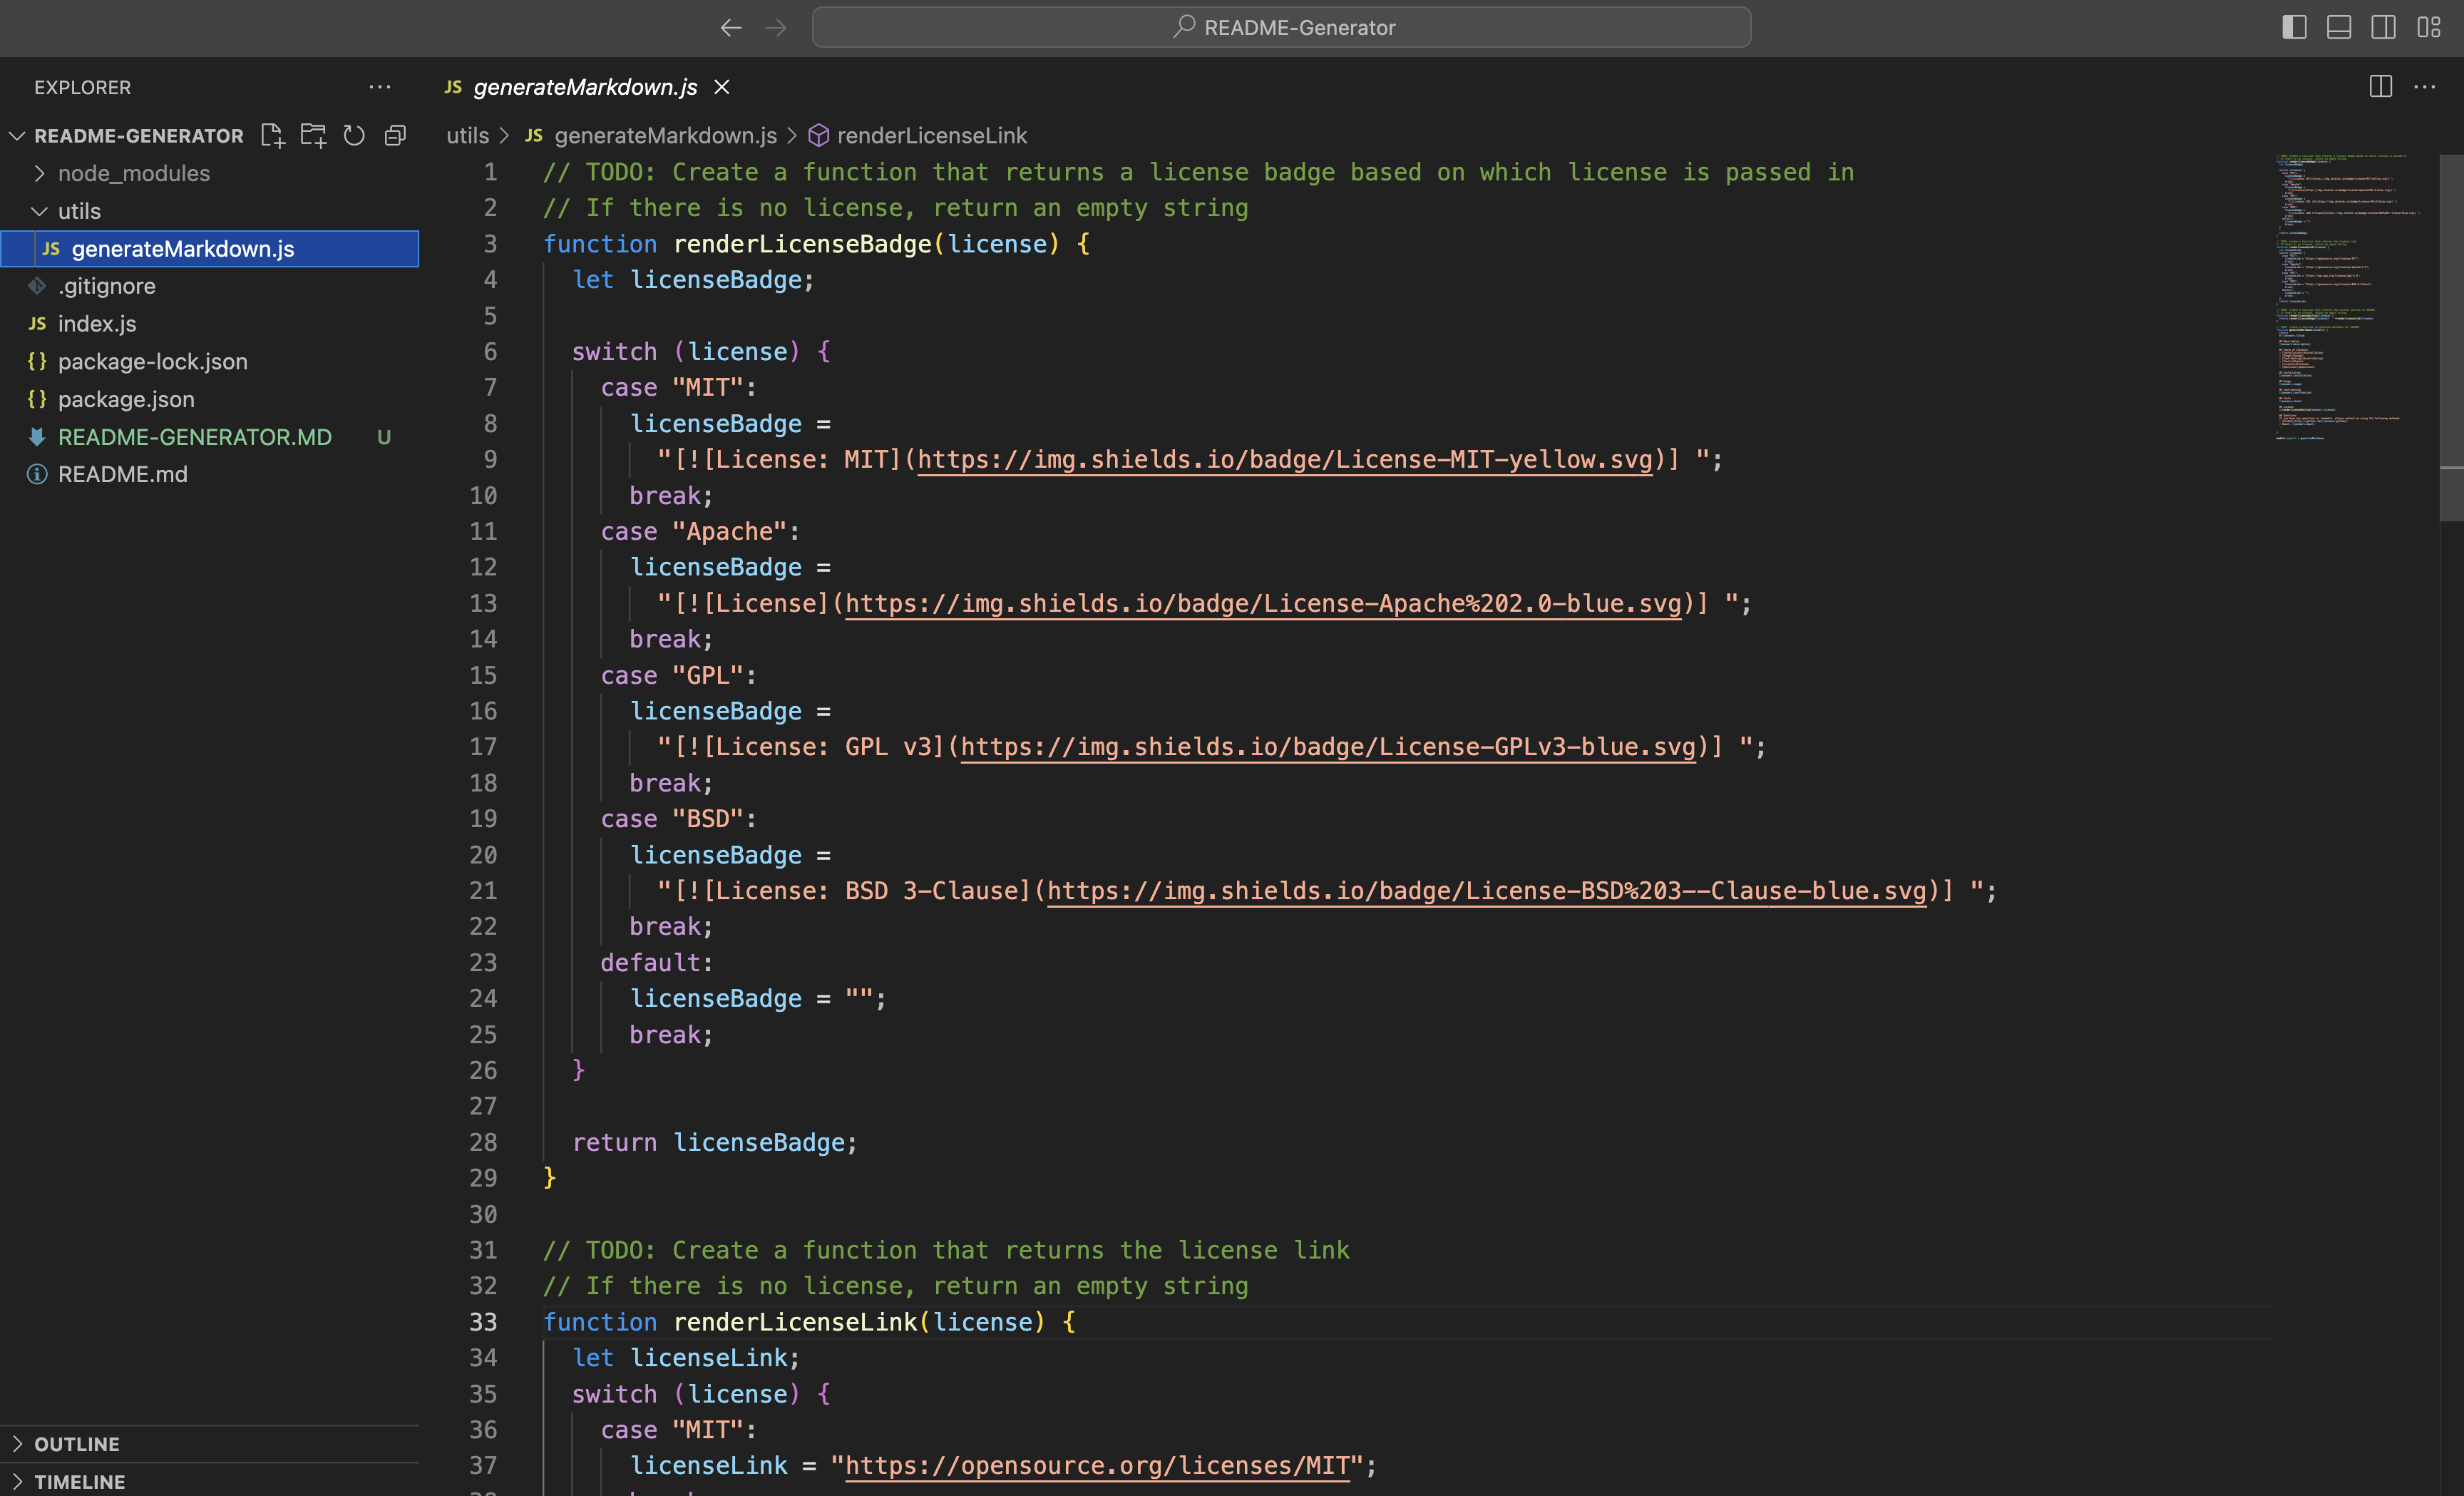 README-Generator
EXPLORER
README-GENERATOR
node_modules
utils
JS generateMarkdown.js
.gitignore
JS index.js
{} package-lock.json
{} package.json
README-GENERATOR.MD U
README.md
OUTLINE
TIMELINE
JS generateMarkdown.js
utils > JS generateMarkdown.js > renderLicenseLink
1 // TODO: Create a function that returns a license badge based on which license is passed in
2 // If there is no license, return an empty string
3 function renderLicenseBadge(license) {
4 let licenseBadge;
5
6 switch (license) {
7 case "MIT":
8 licenseBadge =
9 "[![License: MIT](https://img.shields.io/badge/License-MIT-yellow.svg)] ";
10 break;
11 case "Apache":
12 licenseBadge =
13 "[![License](https://img.shields.io/badge/License-Apache%202.0-blue.svg)] ";
14 break;
15 case "GPL":
16 licenseBadge =
17 "[![License: GPL v3](https://img.shields.io/badge/License-GPLv3-blue.svg)] ";
18 break;
19 case "BSD":
20 licenseBadge =
21 "[![License: BSD 3-Clause](https://img.shields.io/badge/License-BSD%203--Clause-blue.svg)] ";
22 break;
23 default:
24 licenseBadge = "";
25 break;
26 }
27
28 return licenseBadge;
29 }
30
31 // TODO: Create a function that returns the license link
32 // If there is no license, return an empty string
33 function renderLicenseLink(license) {
34 let licenseLink;
35 switch (license) {
36 case "MIT":
37 licenseLink = "https://opensource.org/licenses/MIT";